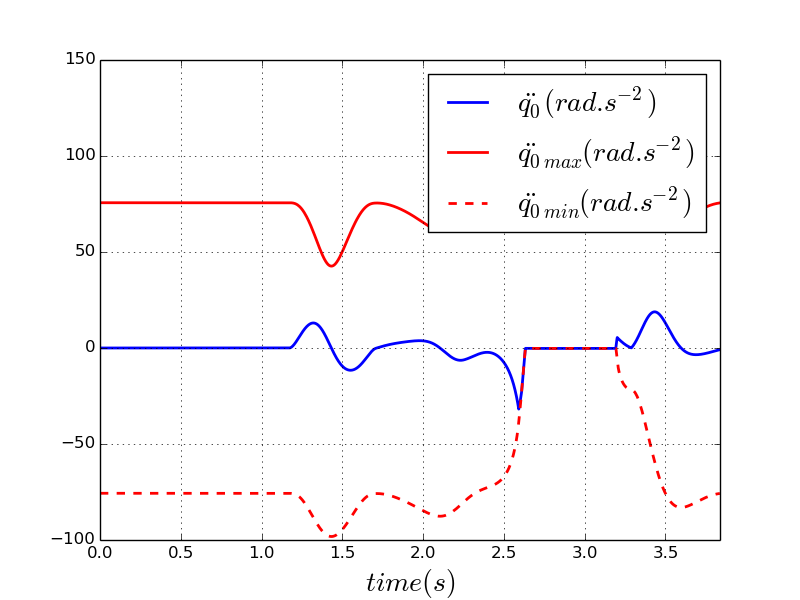 150
100
50
0
−50
−100
q̈₀ (rad.s⁻²)
q̈₀ max(rad.s⁻²)
q̈₀ min(rad.s⁻²)
0.0 0.5 1.0 1.5 2.0 2.5 3.0 3.5
time(s)